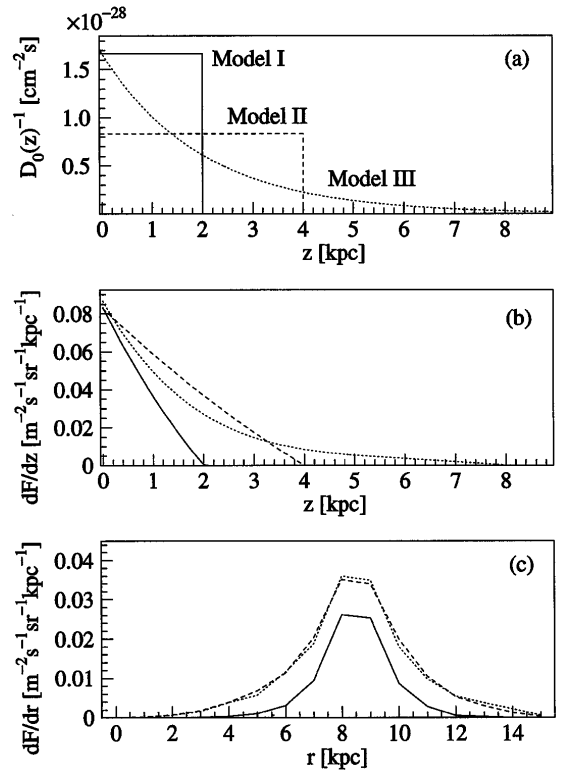 ×10⁻²⁸
D₀(z)⁻¹ [cm⁻²s]
1.5
1.0
0.5
Model I
Model II
Model III
(a)
0 1 2 3 4 5 6 7 8
z [kpc]
dF/dz [m⁻²s⁻¹sr⁻¹kpc⁻¹]
0.08
0.06
0.04
0.02
0
(b)
0 1 2 3 4 5 6 7 8
z [kpc]
dF/dr [m⁻²s⁻¹sr⁻¹kpc⁻¹]
0.04
0.03
0.02
0.01
0
(c)
0 2 4 6 8 10 12 14
r [kpc]